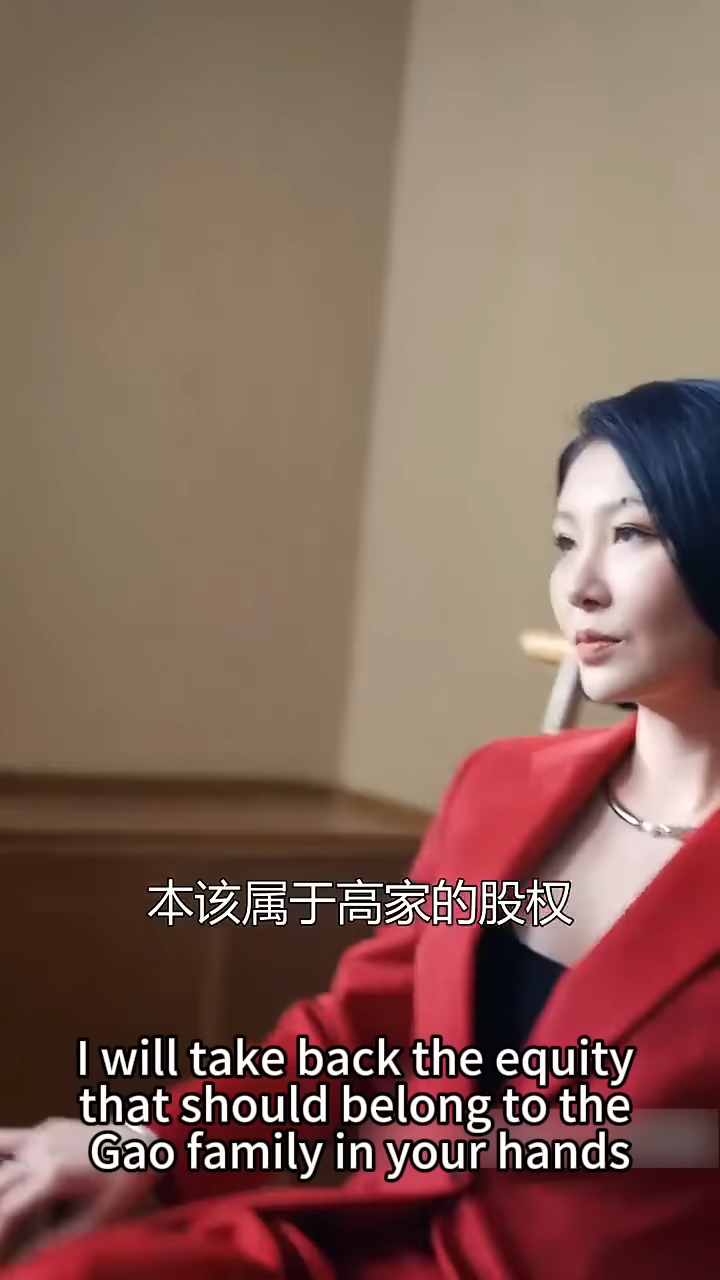 本该属于高家的股权
I will take back the equity
that should belong to the
Gao family in your hands